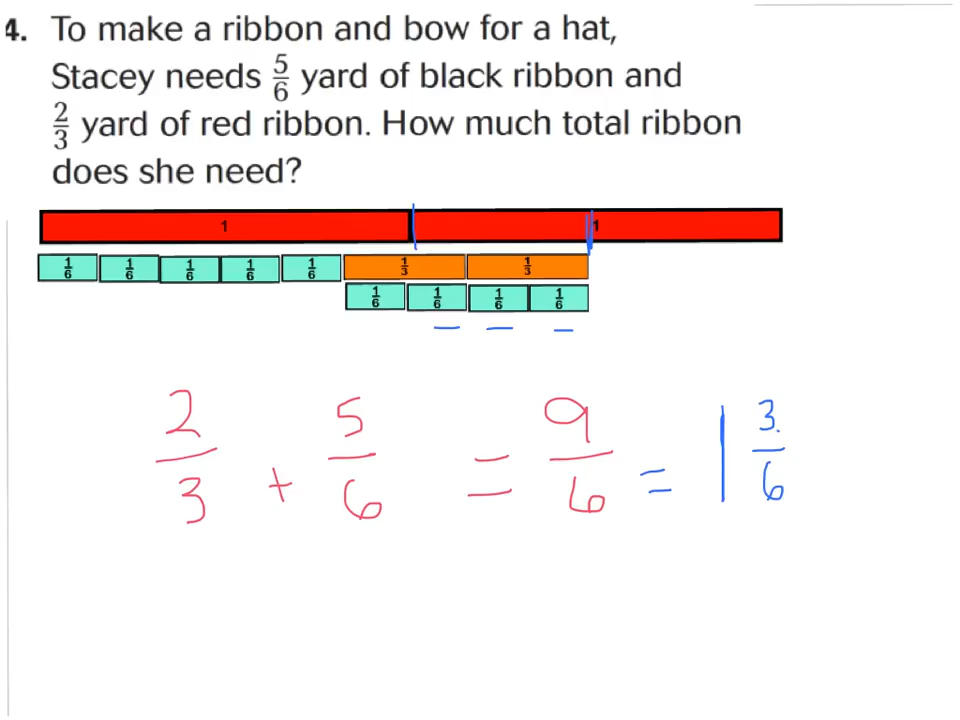 4. To make a ribbon and bow for a hat,
Stacey needs 5/6 yard of black ribbon and
2/3 yard of red ribbon. How much total ribbon
does she need?
1 1
1/6 1/6 1/6 1/6 1/6 1/3 1/3
1/6 1/6 1/6 1/6
2/3 + 5/6 = 9/6 = 1 3/6